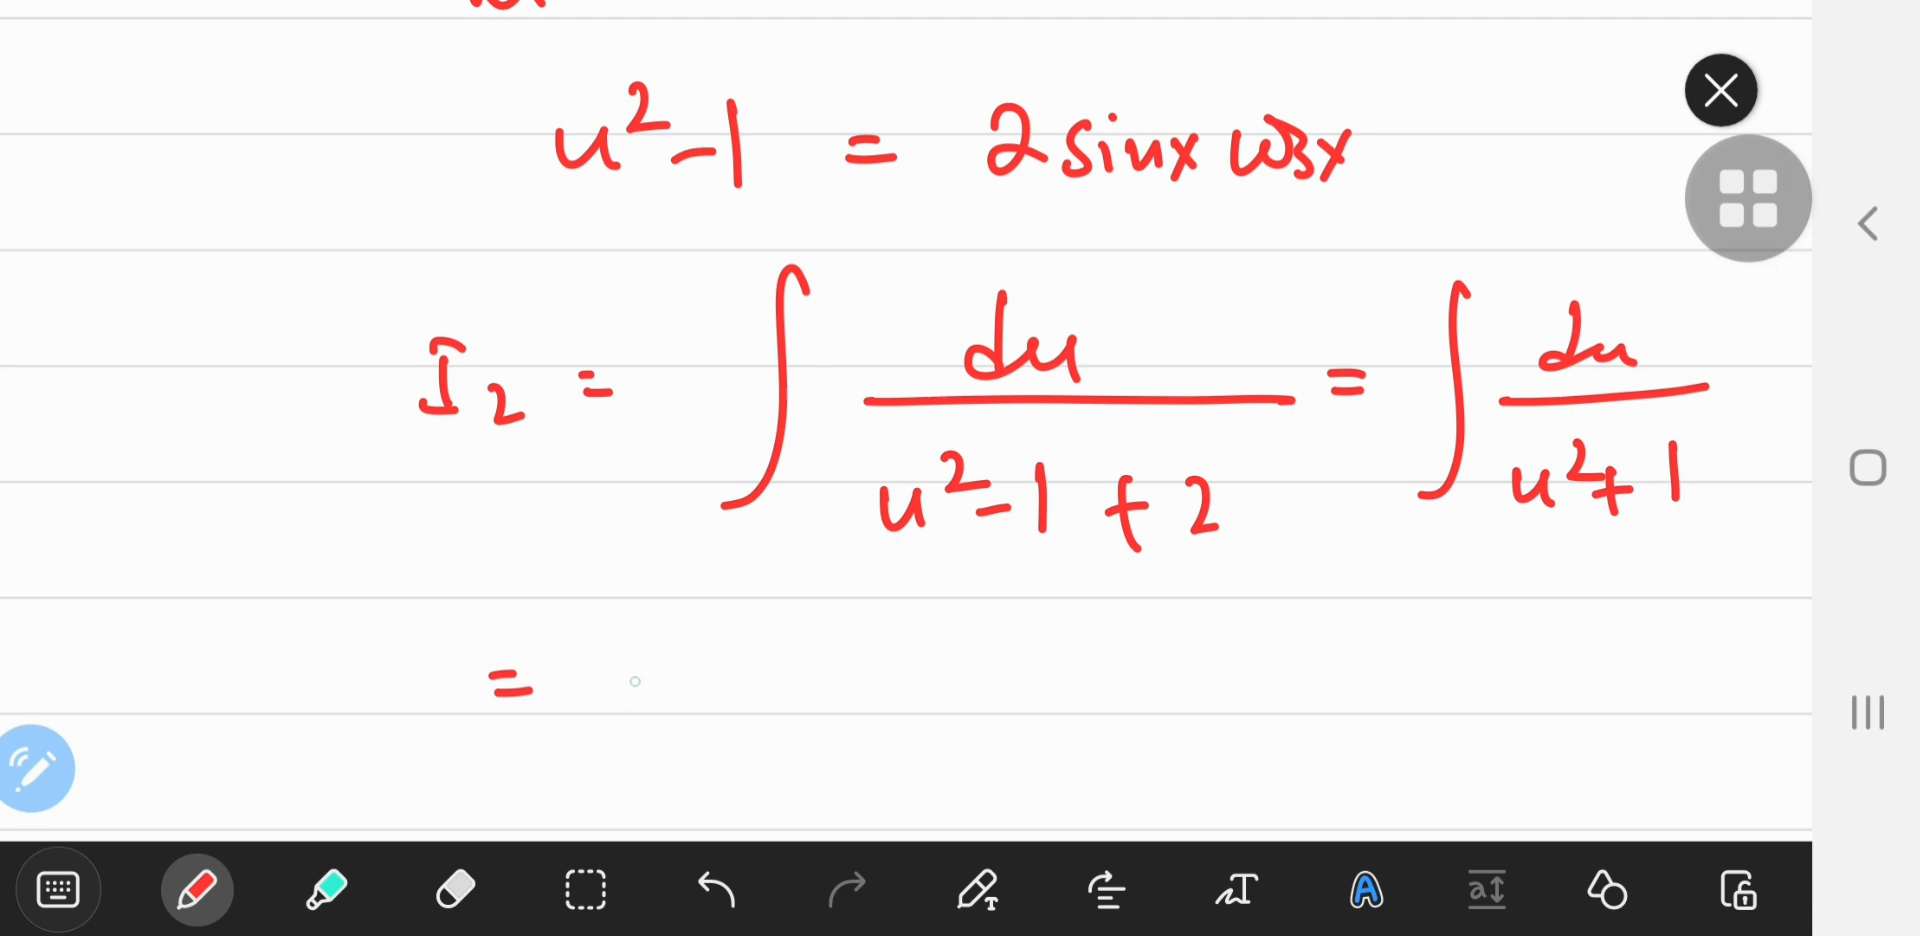 u² - 1 = 2 sinx cosx
I₂ = ∫ du / (u² - 1 + 2) = ∫ du / (u² + 1)
=